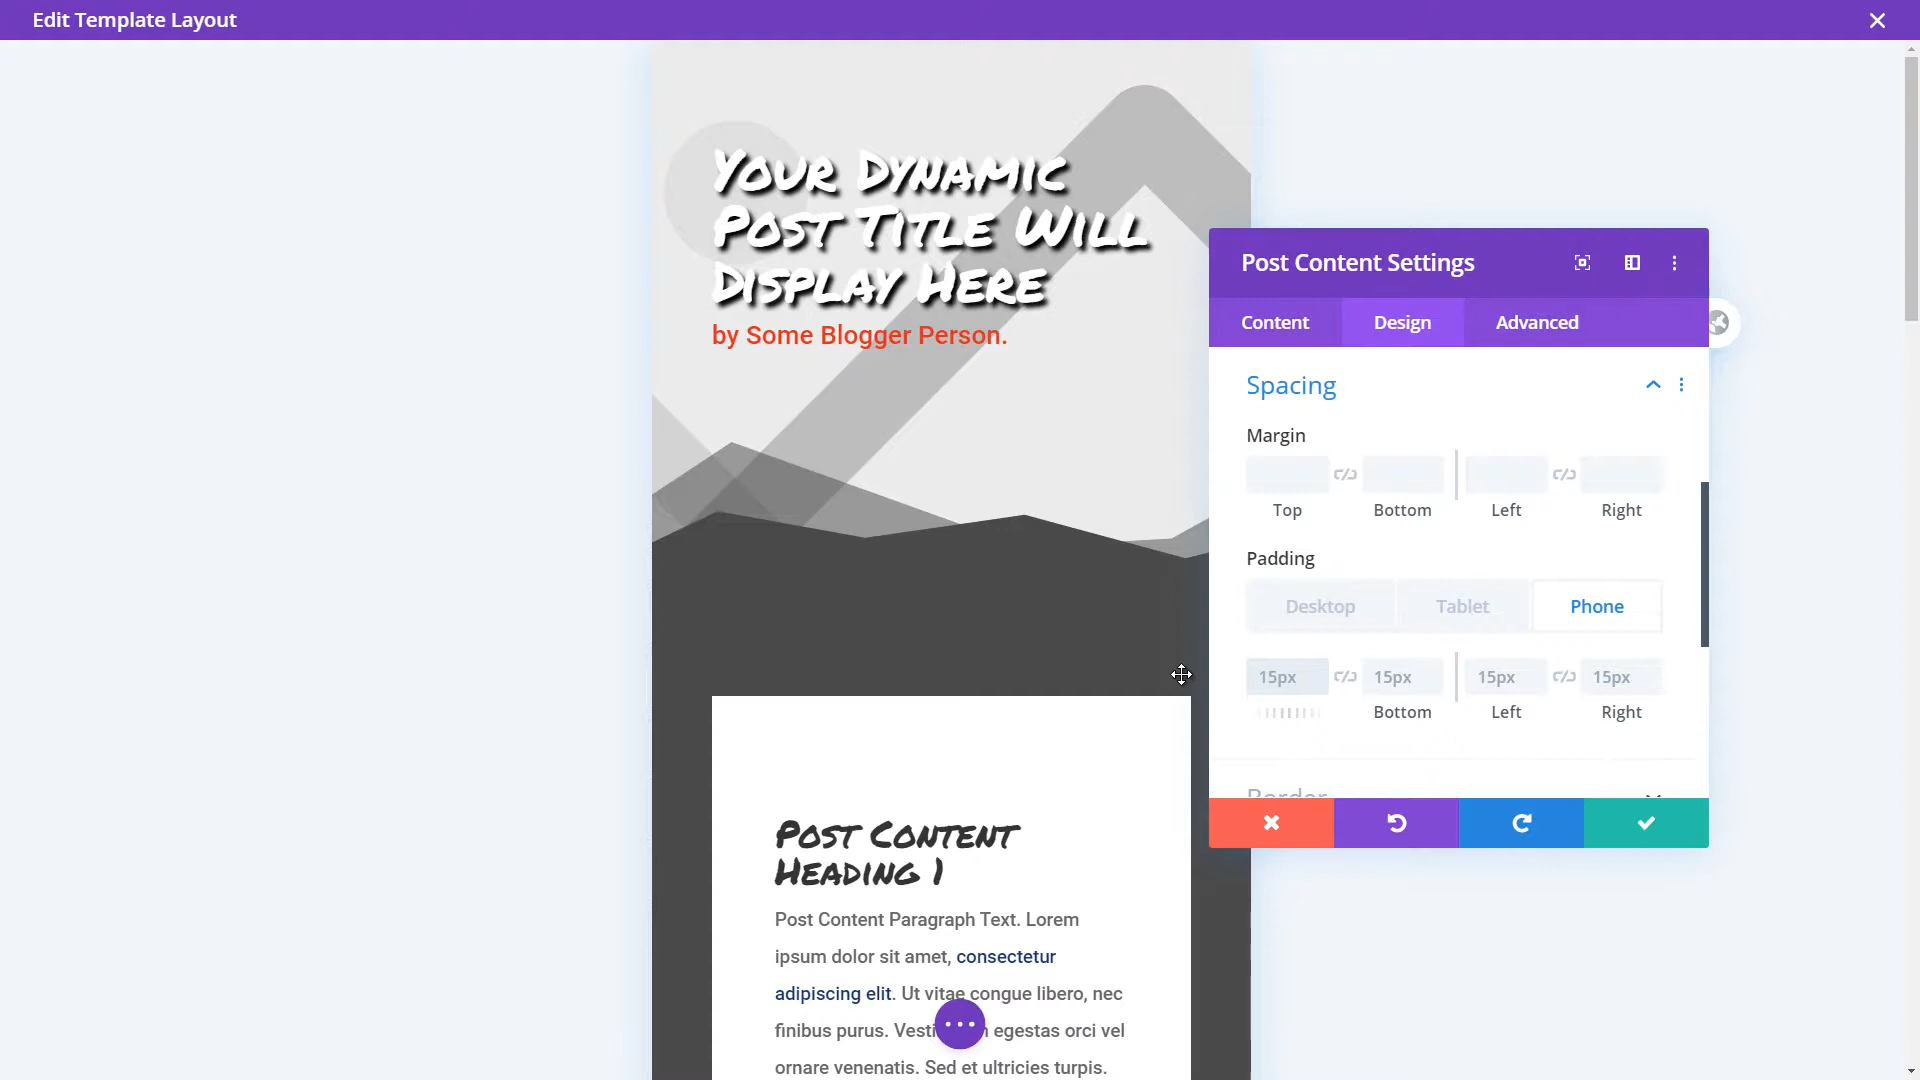 Edit Template Layout
Your Dynamic
Post Title Will
Display Here
by Some Blogger Person.
Post Content Settings
Content
Design
Advanced
Spacing
Margin
Top
Bottom
Left
Right
Padding
Desktop
Tablet
Phone
15px
15px
15px
15px
Bottom
Left
Right
Border
Post Content
Heading 1
Post Content Paragraph Text. Lorem
ipsum dolor sit amet, consectetur
adipiscing elit. Ut vitae congue libero, nec
finibus purus. egestas orci vel
ornare venenatis. Sed et ultricies turpis.